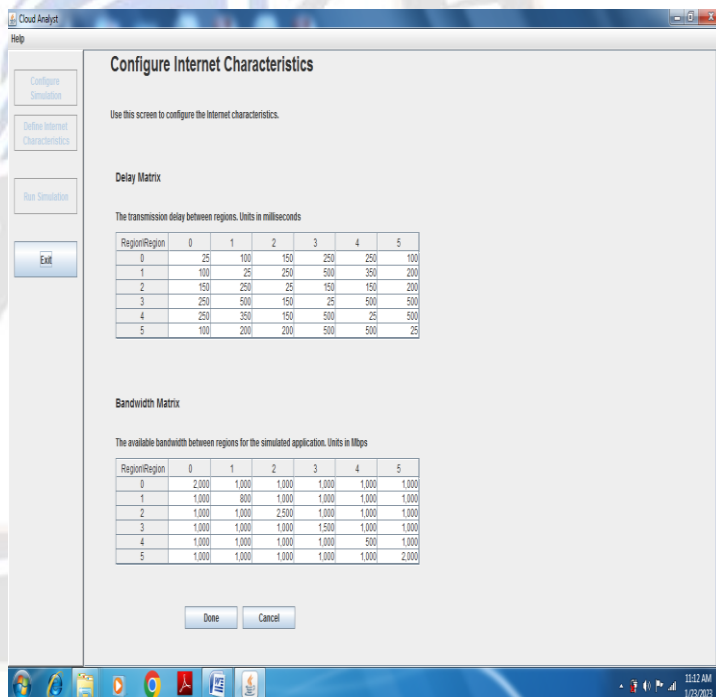 Cloud Analyst
Help
Configure
Simulation
Define Internet
Characteristics
Run Simulation
Exit
Configure Internet Characteristics
Use this screen to configure the Internet characteristics.
Delay Matrix
The transmission delay between regions. Units in milliseconds
Region\Region 0 1 2 3 4 5
0 25 100 150 250 250 100
1 100 25 250 500 350 200
2 150 250 25 150 150 200
3 250 500 150 25 500 500
4 250 350 150 500 25 500
5 100 200 200 500 500 25
Bandwidth Matrix
The available bandwidth between regions for the simulated application. Units in Mbps
Region\Region 0 1 2 3 4 5
0 2,000 1,000 1,000 1,000 1,000 1,000
1 1,000 800 1,000 1,000 1,000 1,000
2 1,000 1,000 2,500 1,000 1,000 1,000
3 1,000 1,000 1,000 1,500 1,000 1,000
4 1,000 1,000 1,000 1,000 500 1,000
5 1,000 1,000 1,000 1,000 1,000 2,000
Done Cancel
11:12 AM